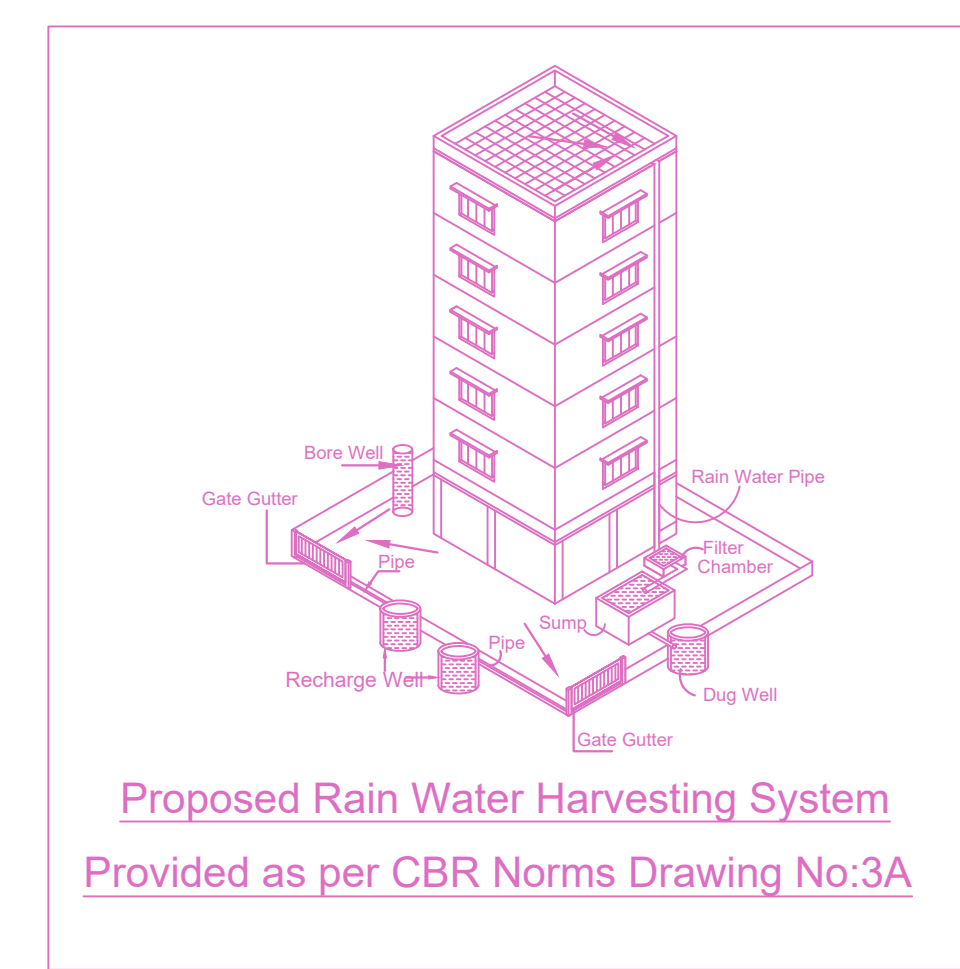 Bore Well
Gate Gutter
Rain Water Pipe
Pipe
Filter
Chamber
Sump
Pipe
Recharge Well
Dug Well
Gate Gutter
Proposed Rain Water Harvesting System
Provided as per CBR Norms Drawing No:3A